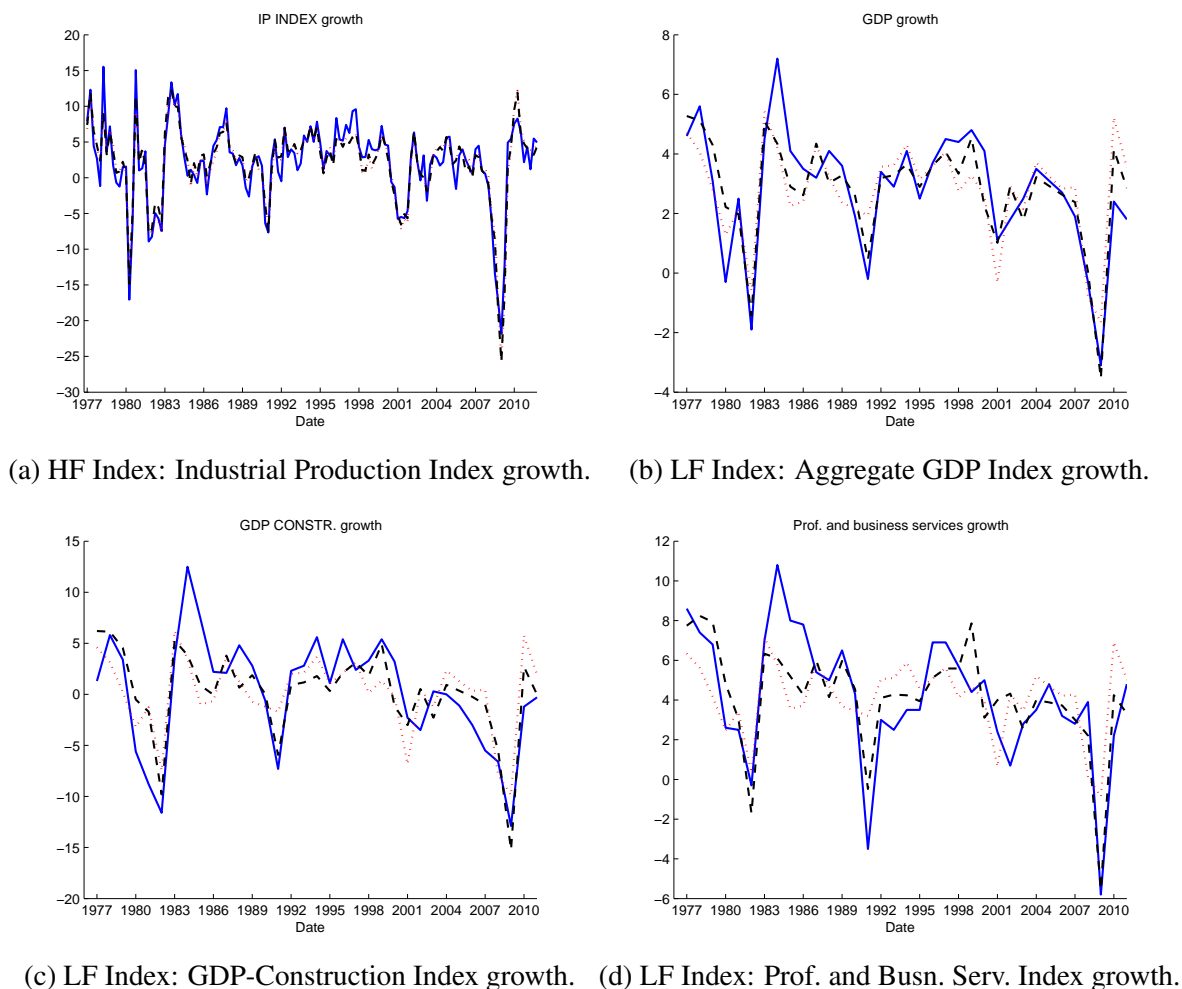 IP INDEX growth
20
15
10
5
0
−5
−10
−15
−20
−25
−30
1977 1980 1983 1986 1989 1992 1995 1998 2001 2004 2007 2010
Date
GDP growth
8
6
4
2
0
−2
−4
1977 1980 1983 1986 1989 1992 1995 1998 2001 2004 2007 2010
Date
(a) HF Index: Industrial Production Index growth.
(b) LF Index: Aggregate GDP Index growth.
GDP CONSTR. growth
15
10
5
0
−5
−10
−15
−20
1977 1980 1983 1986 1989 1992 1995 1998 2001 2004 2007 2010
Date
Prof. and business services growth
12
10
8
6
4
2
0
−2
−4
−6
1977 1980 1983 1986 1989 1992 1995 1998 2001 2004 2007 2010
Date
(c) LF Index: GDP-Construction Index growth.
(d) LF Index: Prof. and Busn. Serv. Index growth.